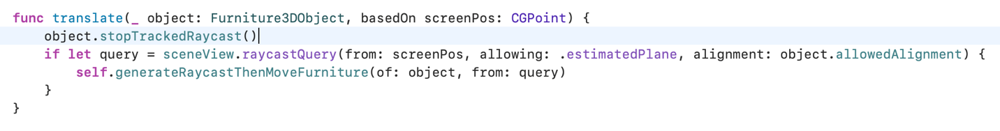 func translate(_ object: Furniture3DObject, basedOn screenPos: CGPoint) {
    object.stopTrackedRaycast()
    if let query = sceneView.raycastQuery(from: screenPos, allowing: .estimatedPlane, alignment: object.allowedAlignment) {
        self.generateRaycastThenMoveFurniture(of: object, from: query)
    }
}